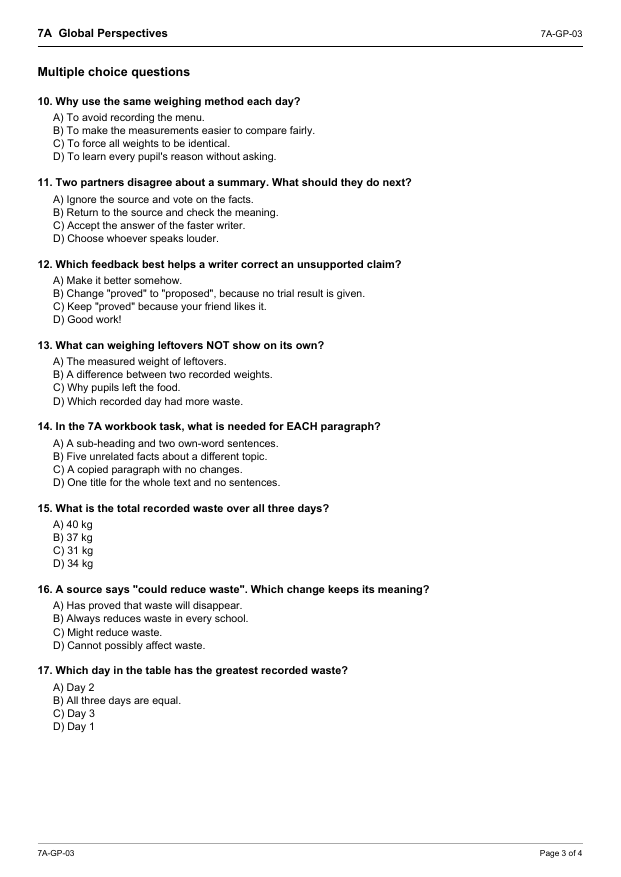 7A Global Perspectives
7A-GP-03
Multiple choice questions
10. Why use the same weighing method each day?
A) To avoid recording the menu.
B) To make the measurements easier to compare fairly.
C) To force all weights to be identical.
D) To learn every pupil's reason without asking.
11. Two partners disagree about a summary. What should they do next?
A) Ignore the source and vote on the facts.
B) Return to the source and check the meaning.
C) Accept the answer of the faster writer.
D) Choose whoever speaks louder.
12. Which feedback best helps a writer correct an unsupported claim?
A) Make it better somehow.
B) Change "proved" to "proposed", because no trial result is given.
C) Keep "proved" because your friend likes it.
D) Good work!
13. What can weighing leftovers NOT show on its own?
A) The measured weight of leftovers.
B) A difference between two recorded weights.
C) Why pupils left the food.
D) Which recorded day had more waste.
14. In the 7A workbook task, what is needed for EACH paragraph?
A) A sub-heading and two own-word sentences.
B) Five unrelated facts about a different topic.
C) A copied paragraph with no changes.
D) One title for the whole text and no sentences.
15. What is the total recorded waste over all three days?
A) 40 kg
B) 37 kg
C) 31 kg
D) 34 kg
16. A source says "could reduce waste". Which change keeps its meaning?
A) Has proved that waste will disappear.
B) Always reduces waste in every school.
C) Might reduce waste.
D) Cannot possibly affect waste.
17. Which day in the table has the greatest recorded waste?
A) Day 2
B) All three days are equal.
C) Day 3
D) Day 1
7A-GP-03
Page 3 of 4